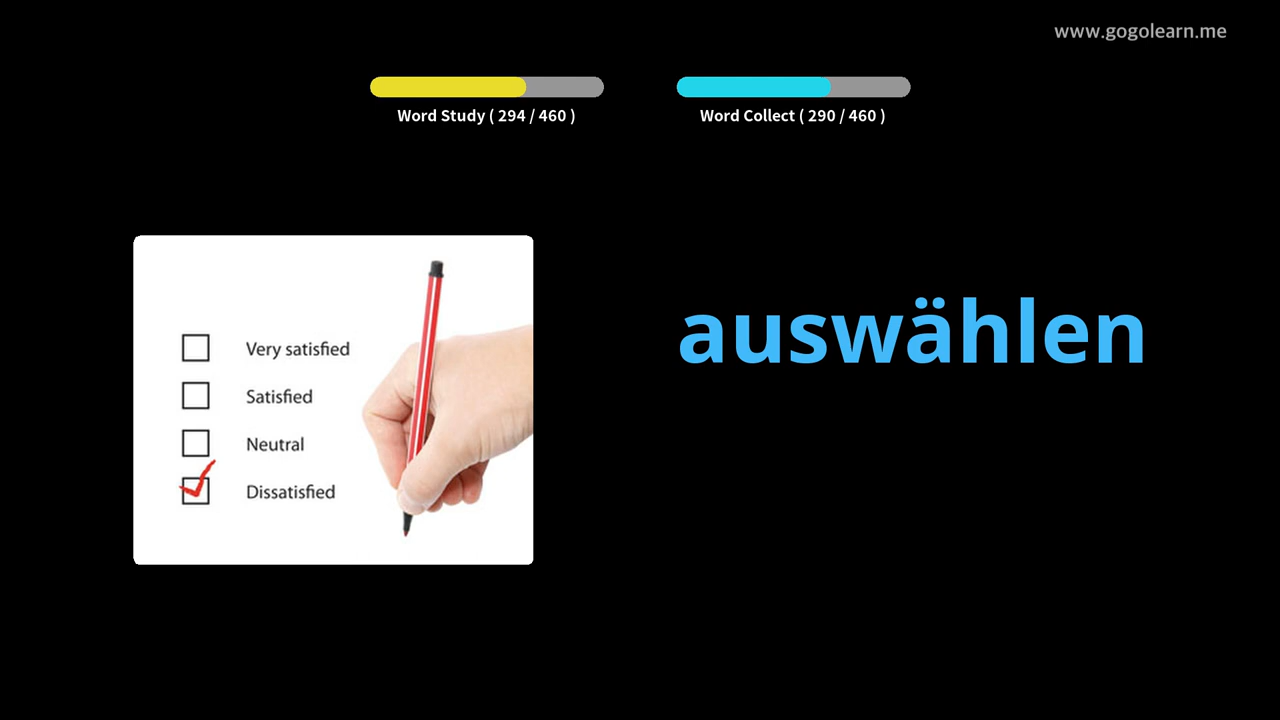 www.gogolearn.me
Word Study ( 294 / 460 )
Word Collect ( 290 / 460 )
Very satisfied
Satisfied
Neutral
Dissatisfied
auswählen